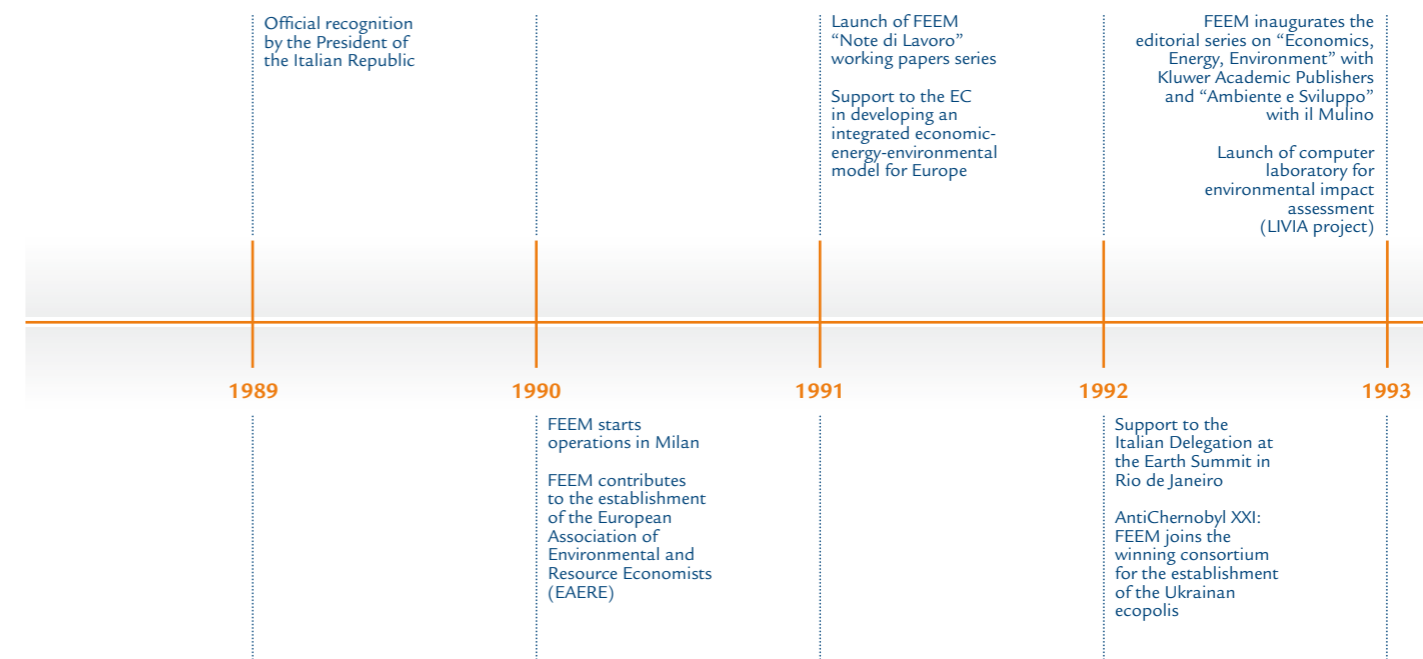 Official recognition
by the President of
the Italian Republic
Launch of FEEM
“Note di Lavoro”
working papers series
Support to the EC
in developing an
integrated economic-
energy-environmental
model for Europe
FEEM inaugurates the
editorial series on “Economics,
Energy, Environment” with
Kluwer Academic Publishers
and “Ambiente e Sviluppo”
with il Mulino
Launch of computer
laboratory for
environmental impact
assessment
(LIVIA project)
1989
1990
1991
1992
1993
FEEM starts
operations in Milan
FEEM contributes
to the establishment
of the European
Association of
Environmental and
Resource Economists
(EAERE)
Support to the
Italian Delegation at
the Earth Summit in
Rio de Janeiro
AntiChernobyl XXI:
FEEM joins the
winning consortium
for the establishment
of the Ukrainan
ecopolis